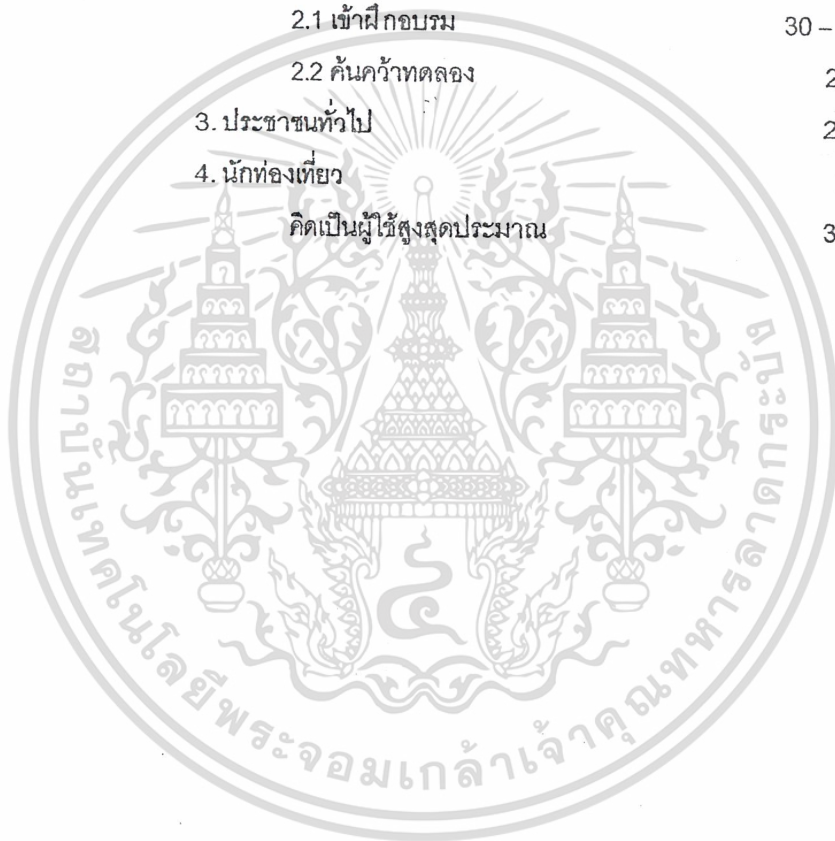 2.1 เข้าฝึกอบรม 30 –
2.2 ค้นคว้าทดลอง 2
3. ประชาชนทั่วไป 2
4. นักท่องเที่ยว
คิดเป็นผู้ใช้สูงสุดประมาณ 3
สถาบันเทคโนโลยีพระจอมเกล้าเจ้าคุณทหารลาดกระบัง